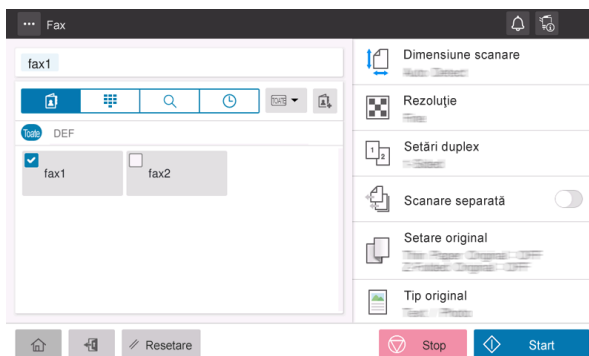 Fax
fax1
Toate
Toate DEF
fax1
fax2
Dimensiune scanare
Rezoluție
Setări duplex
Scanare separată
Setare original
Tip original
Resetare
Stop
Start